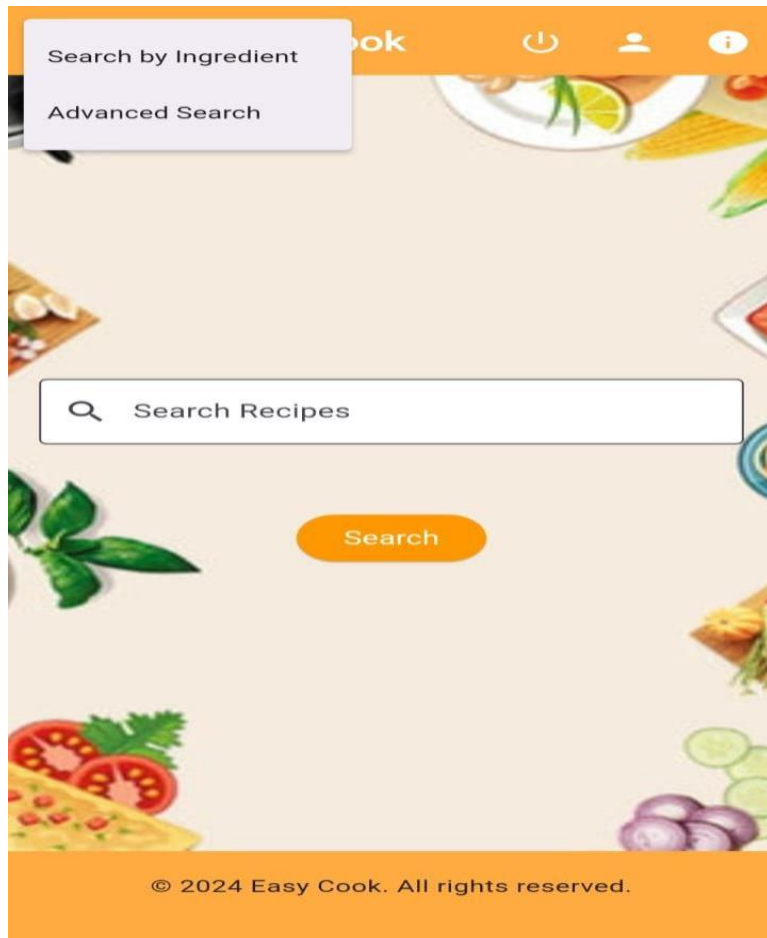 Search by Ingredient
ook
Advanced Search
Search Recipes
Search
© 2024 Easy Cook. All rights reserved.